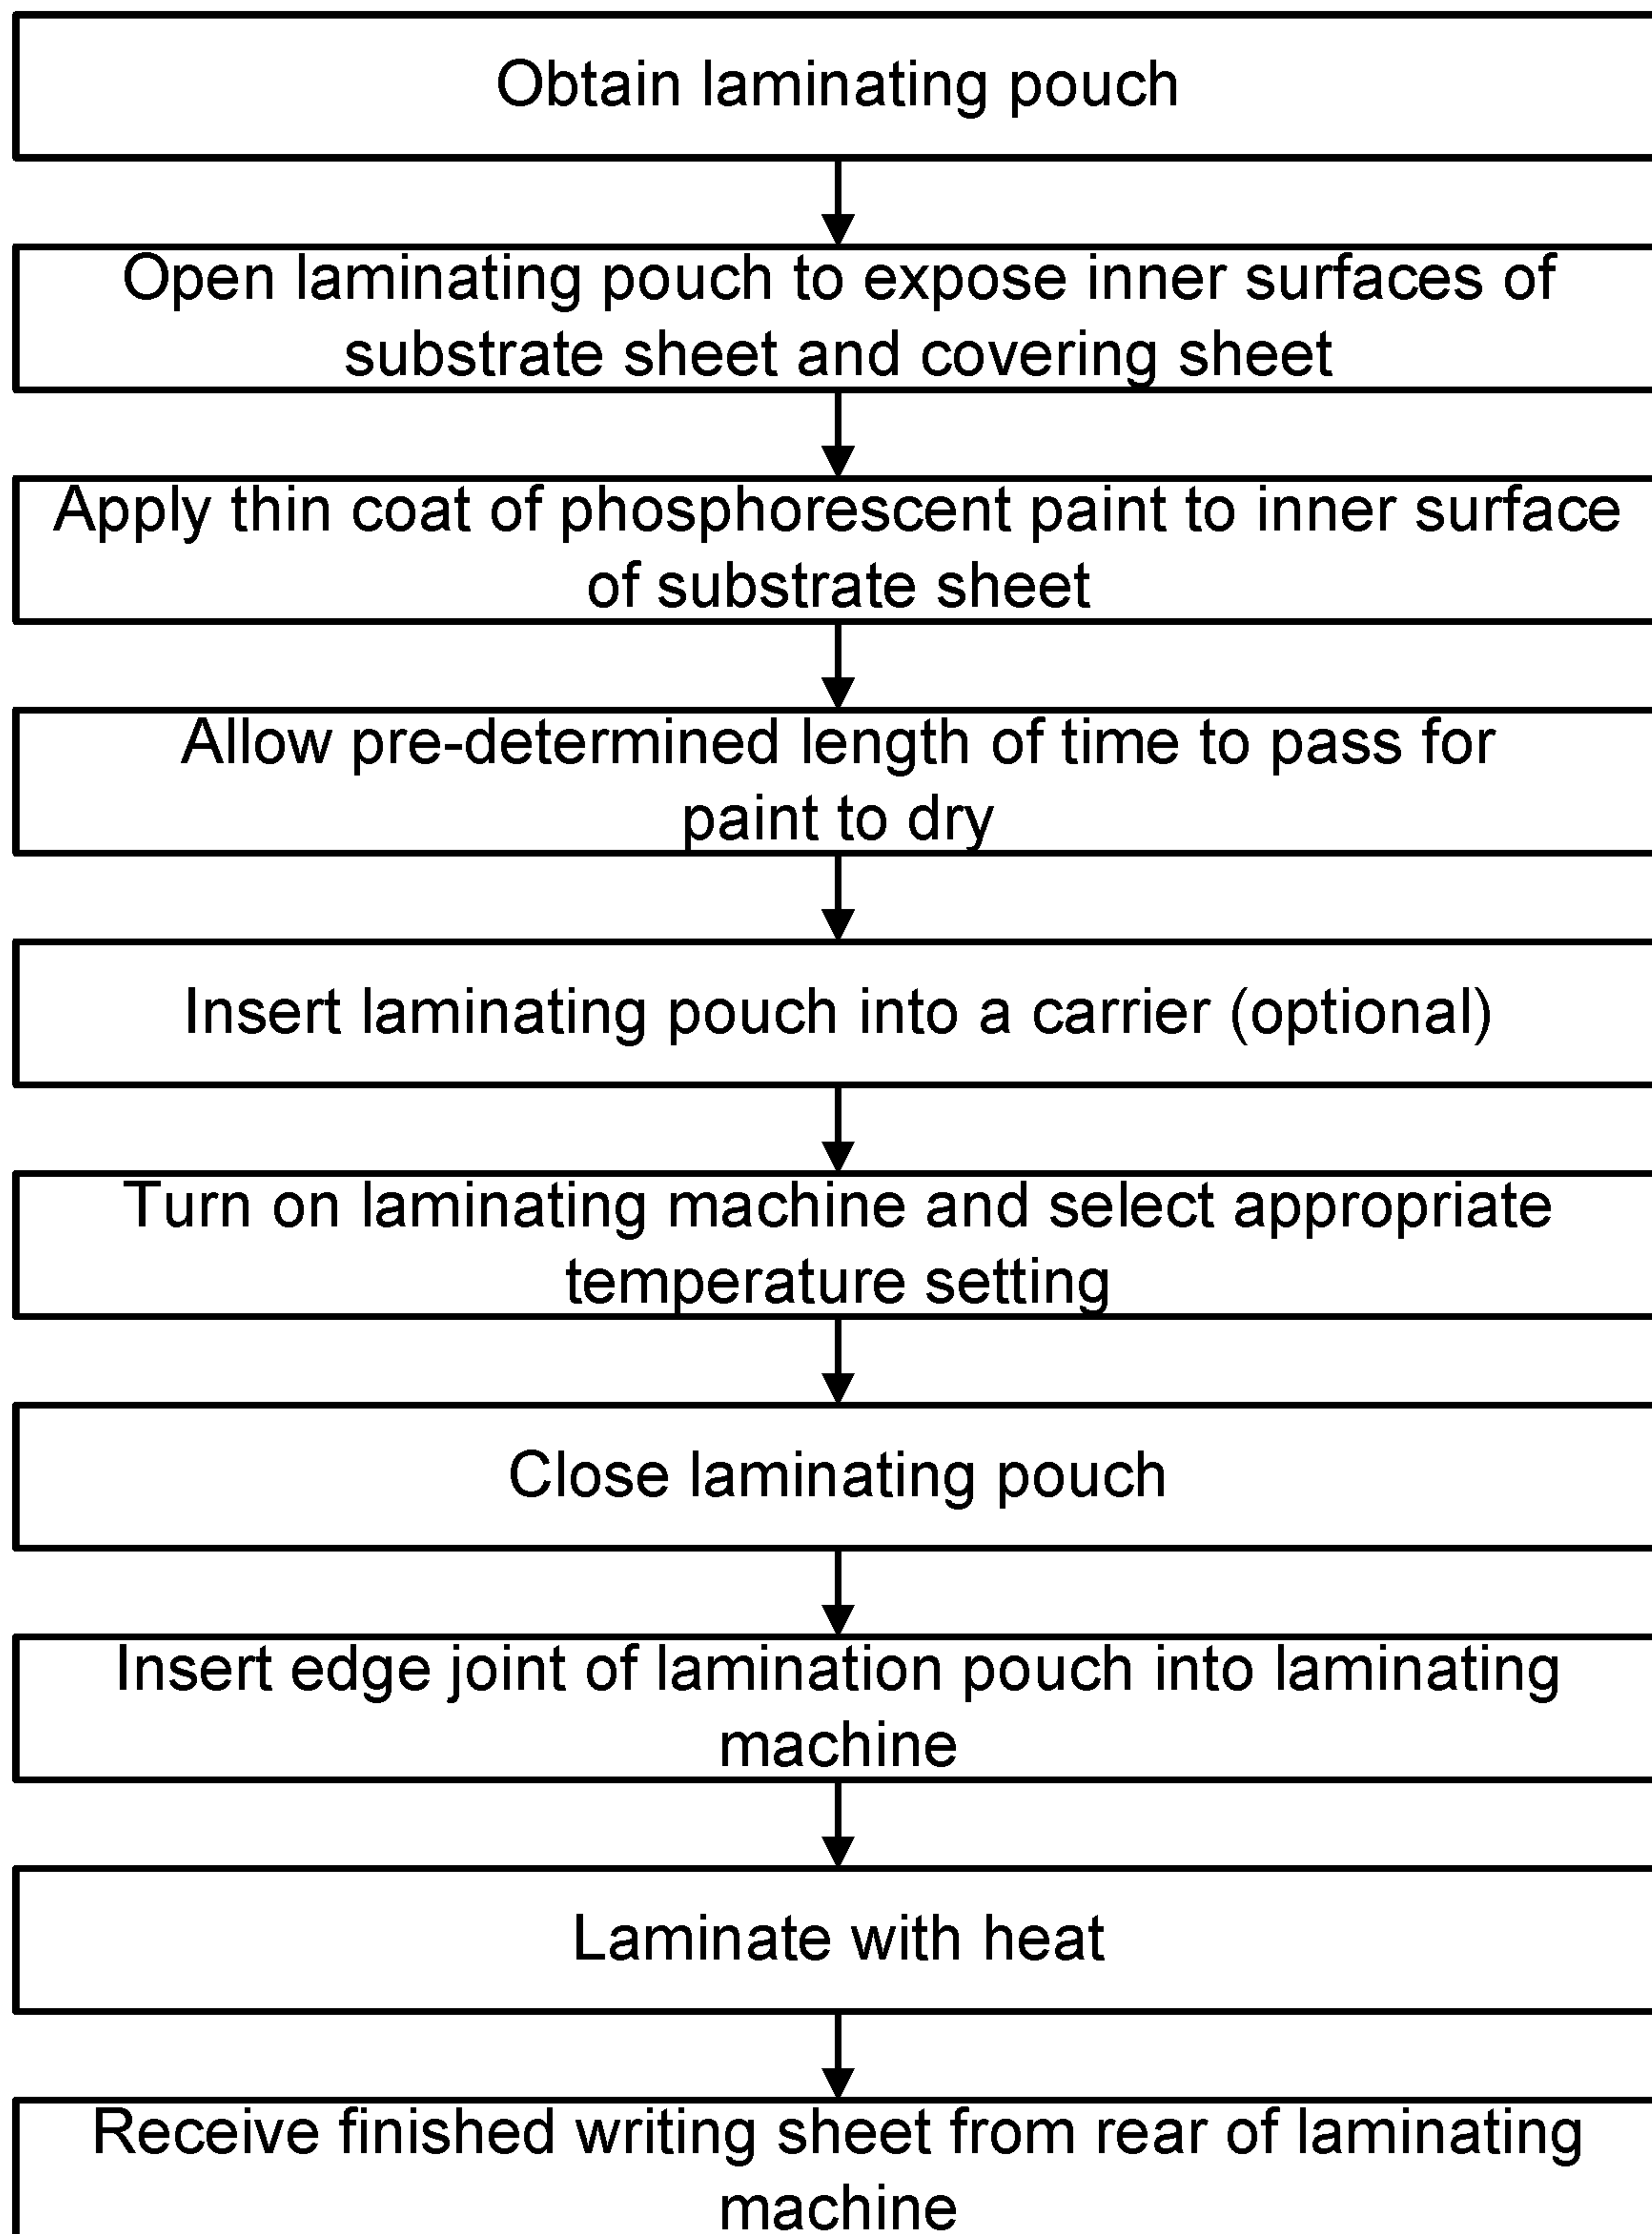 Obtain laminating pouch
Open laminating pouch to expose inner surfaces of
substrate sheet and covering sheet
Apply thin coat of phosphorescent paint to inner surface
of substrate sheet
Allow pre-determined length of time to pass for
paint to dry
Insert laminating pouch into a carrier (optional)
Turn on laminating machine and select appropriate
temperature setting
Close laminating pouch
Insert edge joint of lamination pouch into laminating
machine
Laminate with heat
Receive finished writing sheet from rear of laminating
machine